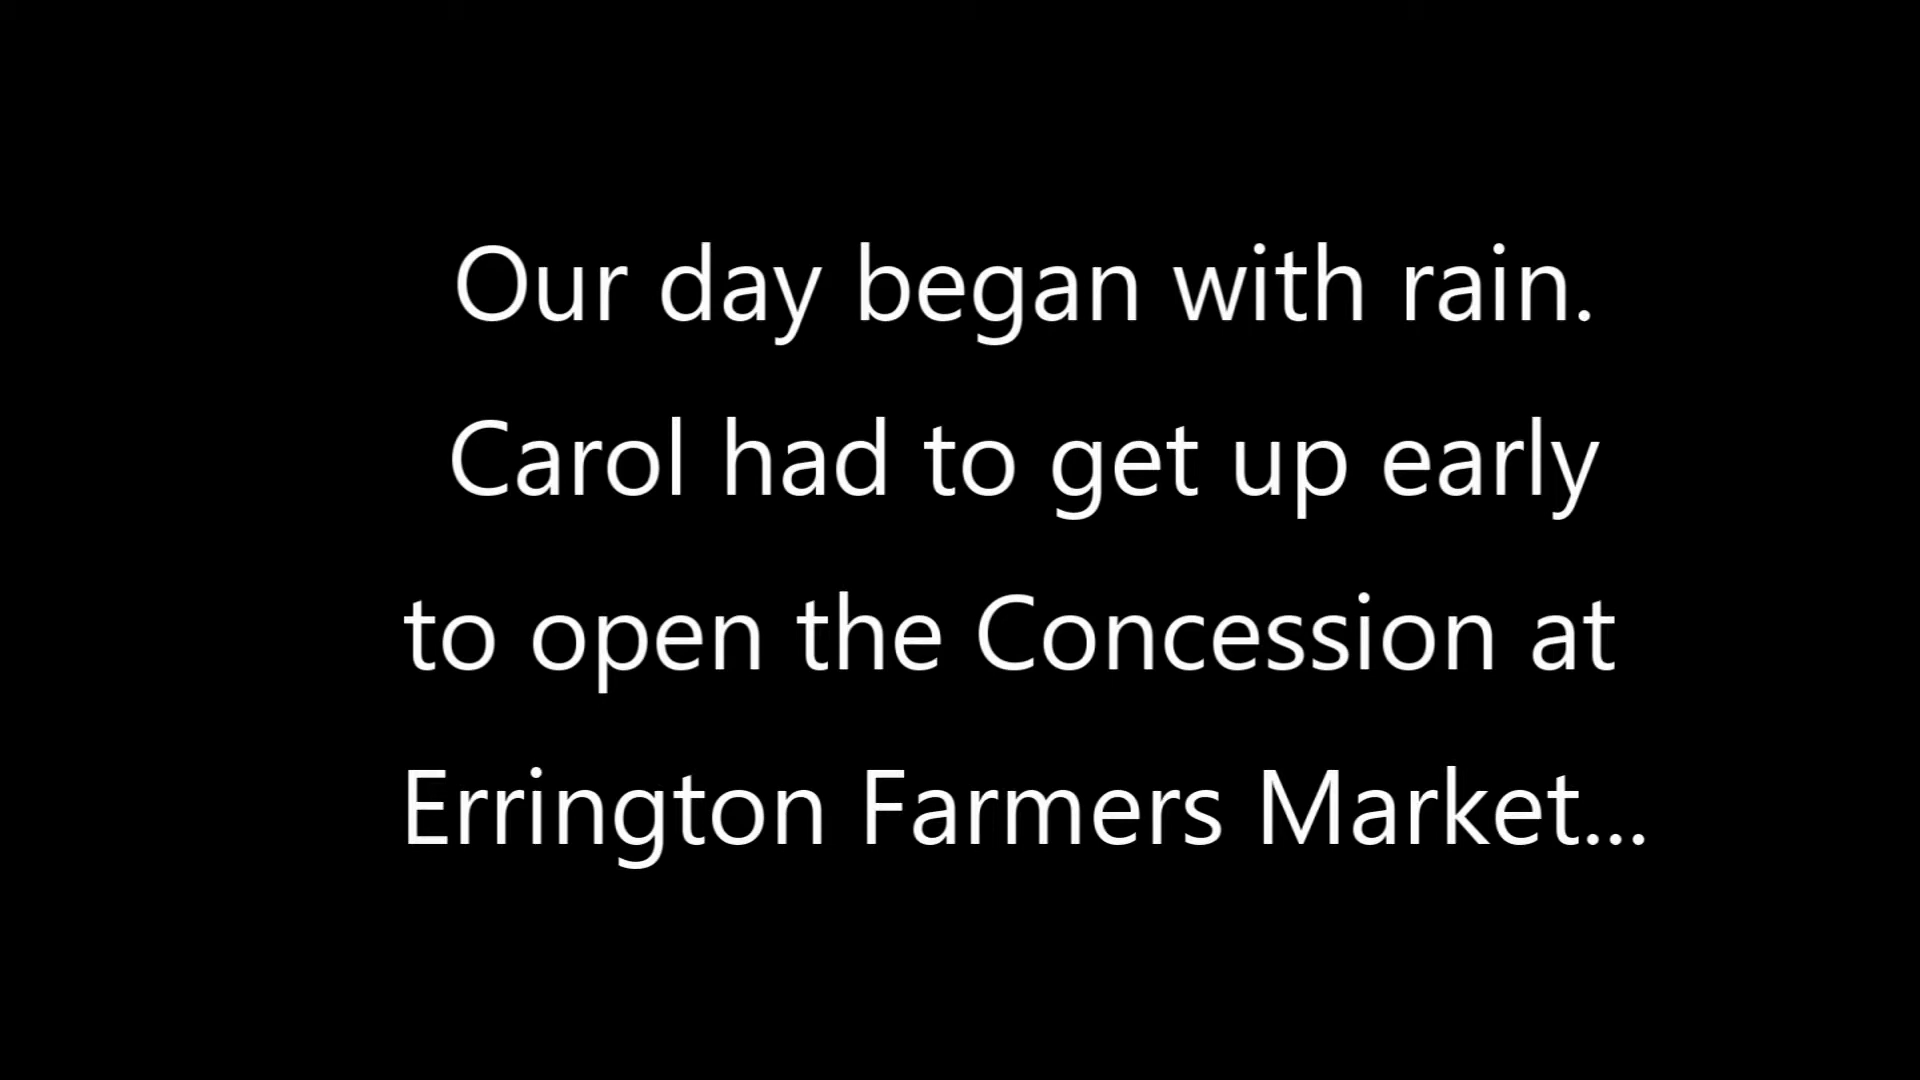 Our day began with rain.
Carol had to get up early
to open the Concession at
Errington Farmers Market...